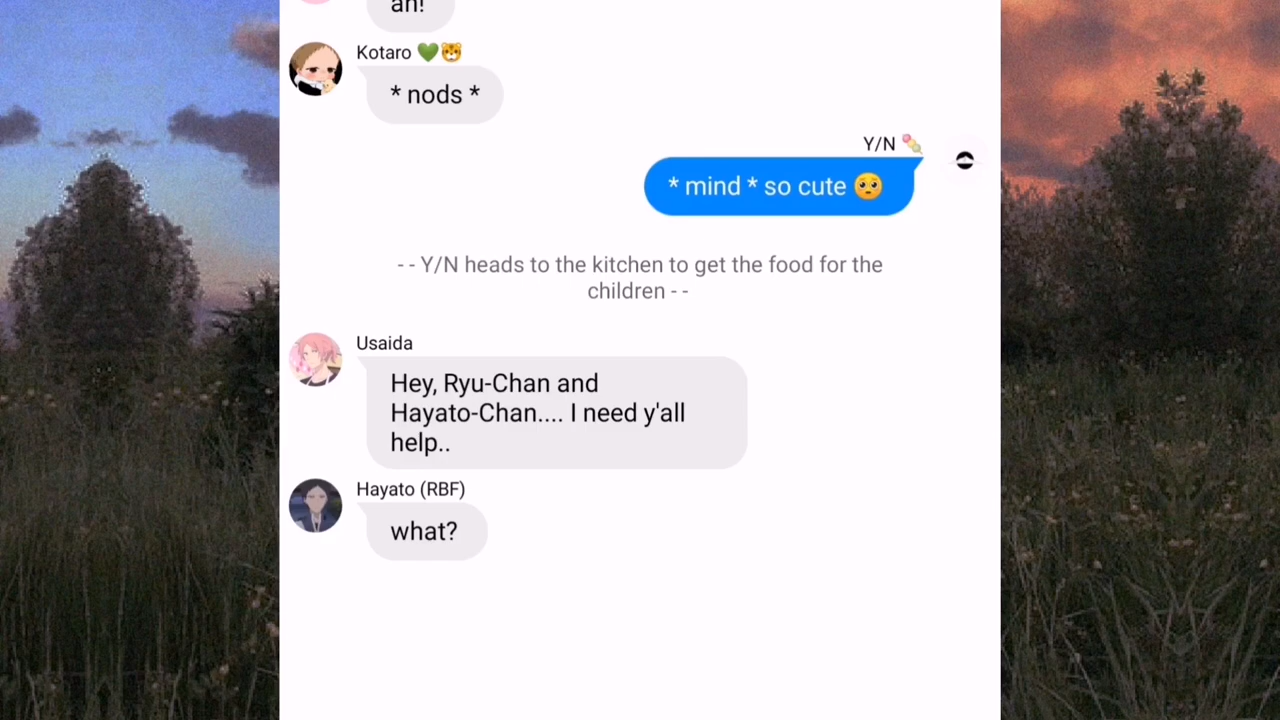 ah!
Kotaro 💚🐯
* nods *
Y/N 🍡
* mind * so cute 🥺
- - Y/N heads to the kitchen to get the food for the
children - -
Usaida
Hey, Ryu-Chan and
Hayato-Chan.... I need y'all
help..
Hayato (RBF)
what?